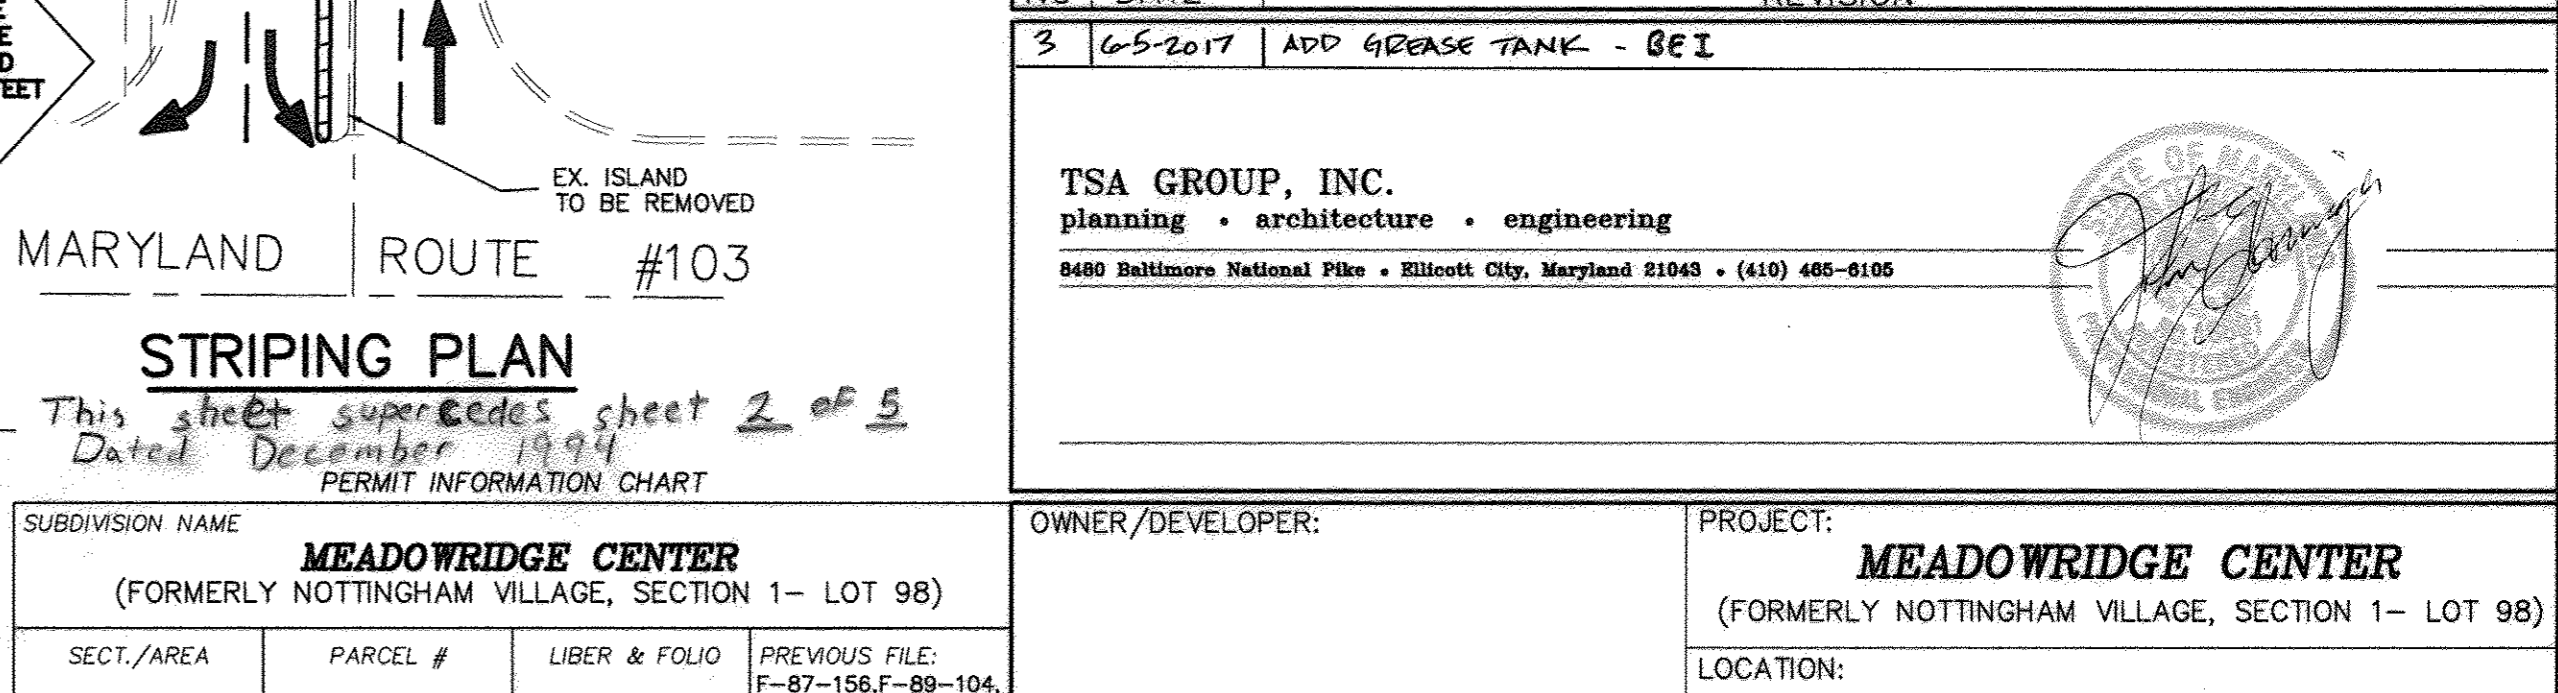 E
E
D
EET
EX. ISLAND
TO BE REMOVED
MARYLAND ROUTE #103
STRIPING PLAN
This sheet supercedes sheet 2 of 5
Dated December 1994
PERMIT INFORMATION CHART
SUBDIVISION NAME
MEADOWRIDGE CENTER
(FORMERLY NOTTINGHAM VILLAGE, SECTION 1- LOT 98)
SECT./AREA PARCEL # LIBER & FOLIO PREVIOUS FILE:
F-87-156,F-89-104,
NO DATE REVISION
3 6-5-2017 ADD GREASE TANK - BEI
TSA GROUP, INC.
planning • architecture • engineering
8480 Baltimore National Pike • Ellicott City, Maryland 21043 • (410) 465-6105
OWNER/DEVELOPER:
PROJECT:
MEADOWRIDGE CENTER
(FORMERLY NOTTINGHAM VILLAGE, SECTION 1- LOT 98)
LOCATION: